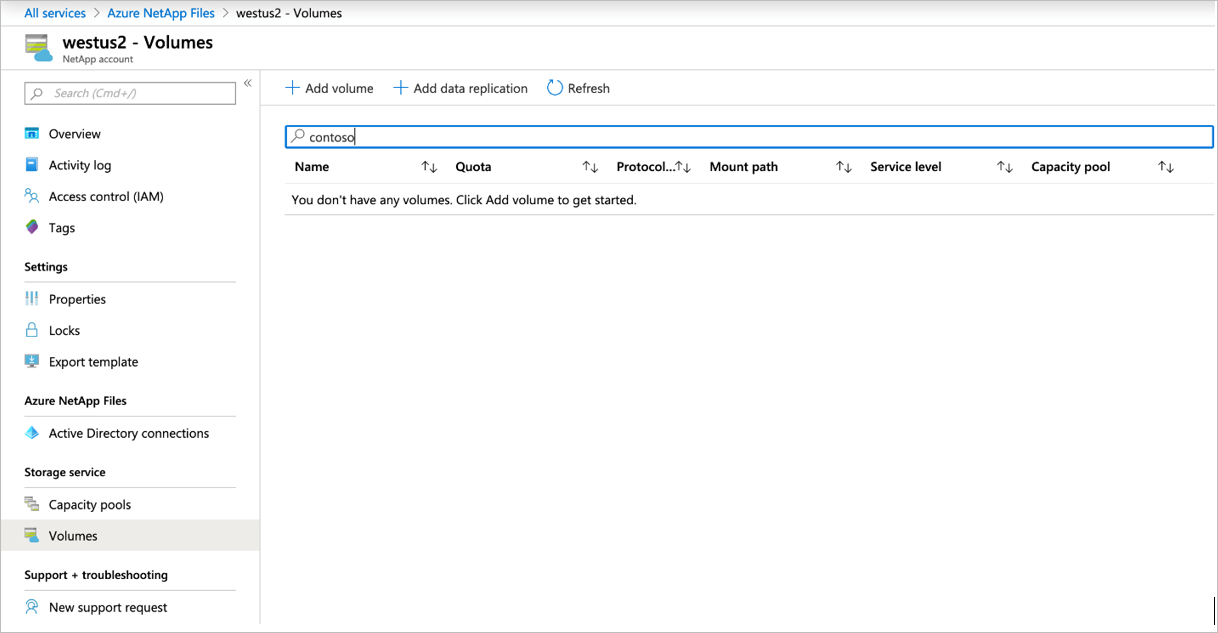 All services > Azure NetApp Files > westus2 - Volumes
westus2 - Volumes
NetApp account
Search (Cmd+/)
«
Overview
Activity log
Access control (IAM)
Tags
Settings
Properties
Locks
Export template
Azure NetApp Files
Active Directory connections
Storage service
Capacity pools
Volumes
Support + troubleshooting
New support request
+ Add volume + Add data replication Refresh
contoso
Name ↑↓ Quota ↑↓ Protocol...↑↓ Mount path ↑↓ Service level ↑↓ Capacity pool ↑↓
You don't have any volumes. Click Add volume to get started.